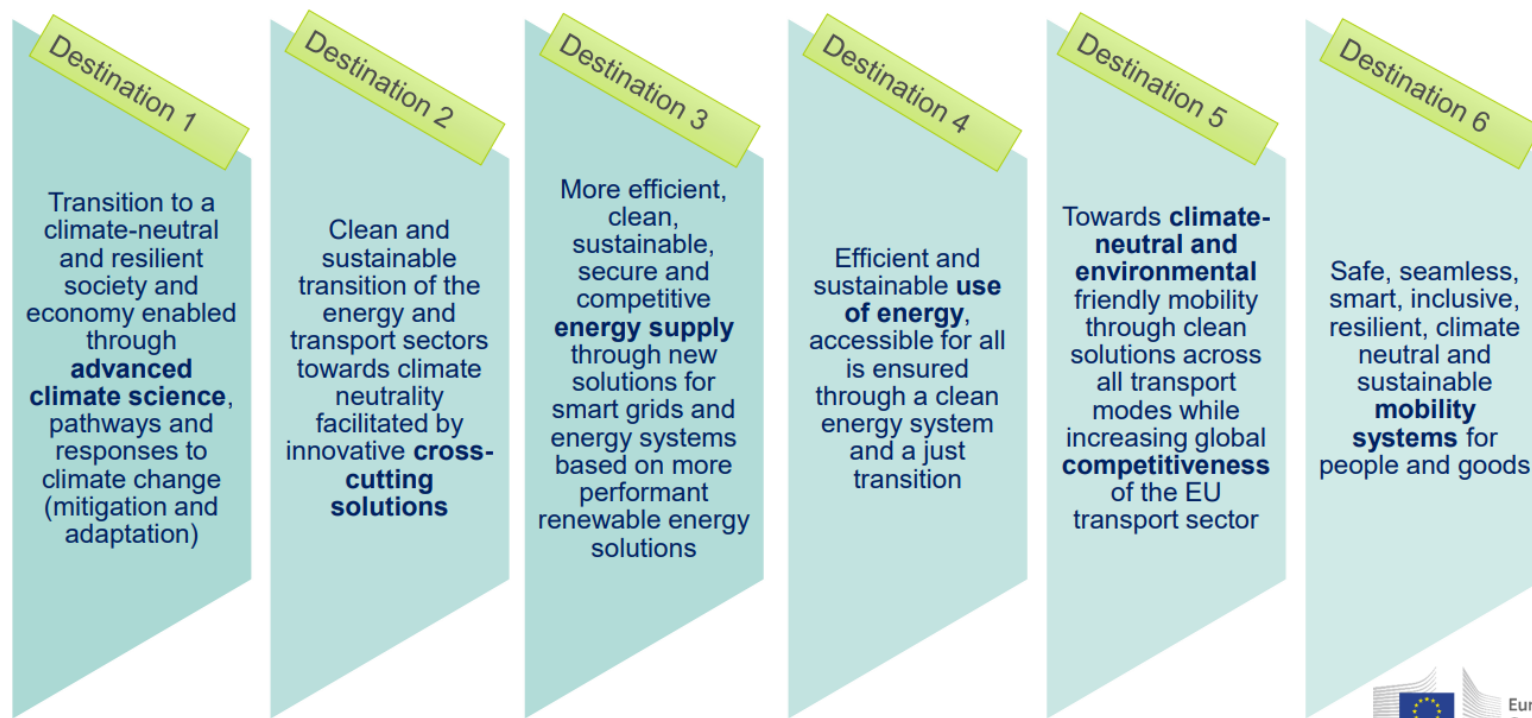 Destination 1
Transition to a
climate-neutral
and resilient
society and
economy enabled
through
advanced
climate science,
pathways and
responses to
climate change
(mitigation and
adaptation)
Destination 2
Clean and
sustainable
transition of the
energy and
transport sectors
towards climate
neutrality
facilitated by
innovative cross-
cutting
solutions
Destination 3
More efficient,
clean,
sustainable,
secure and
competitive
energy supply
through new
solutions for
smart grids and
energy systems
based on more
performant
renewable energy
solutions
Destination 4
Efficient and
sustainable use
of energy,
accessible for all
is ensured
through a clean
energy system
and a just
transition
Destination 5
Towards climate-
neutral and
environmental
friendly mobility
through clean
solutions across
all transport
modes while
increasing global
competitiveness
of the EU
transport sector
Destination 6
Safe, seamless,
smart, inclusive,
resilient, climate
neutral and
sustainable
mobility
systems for
people and goods